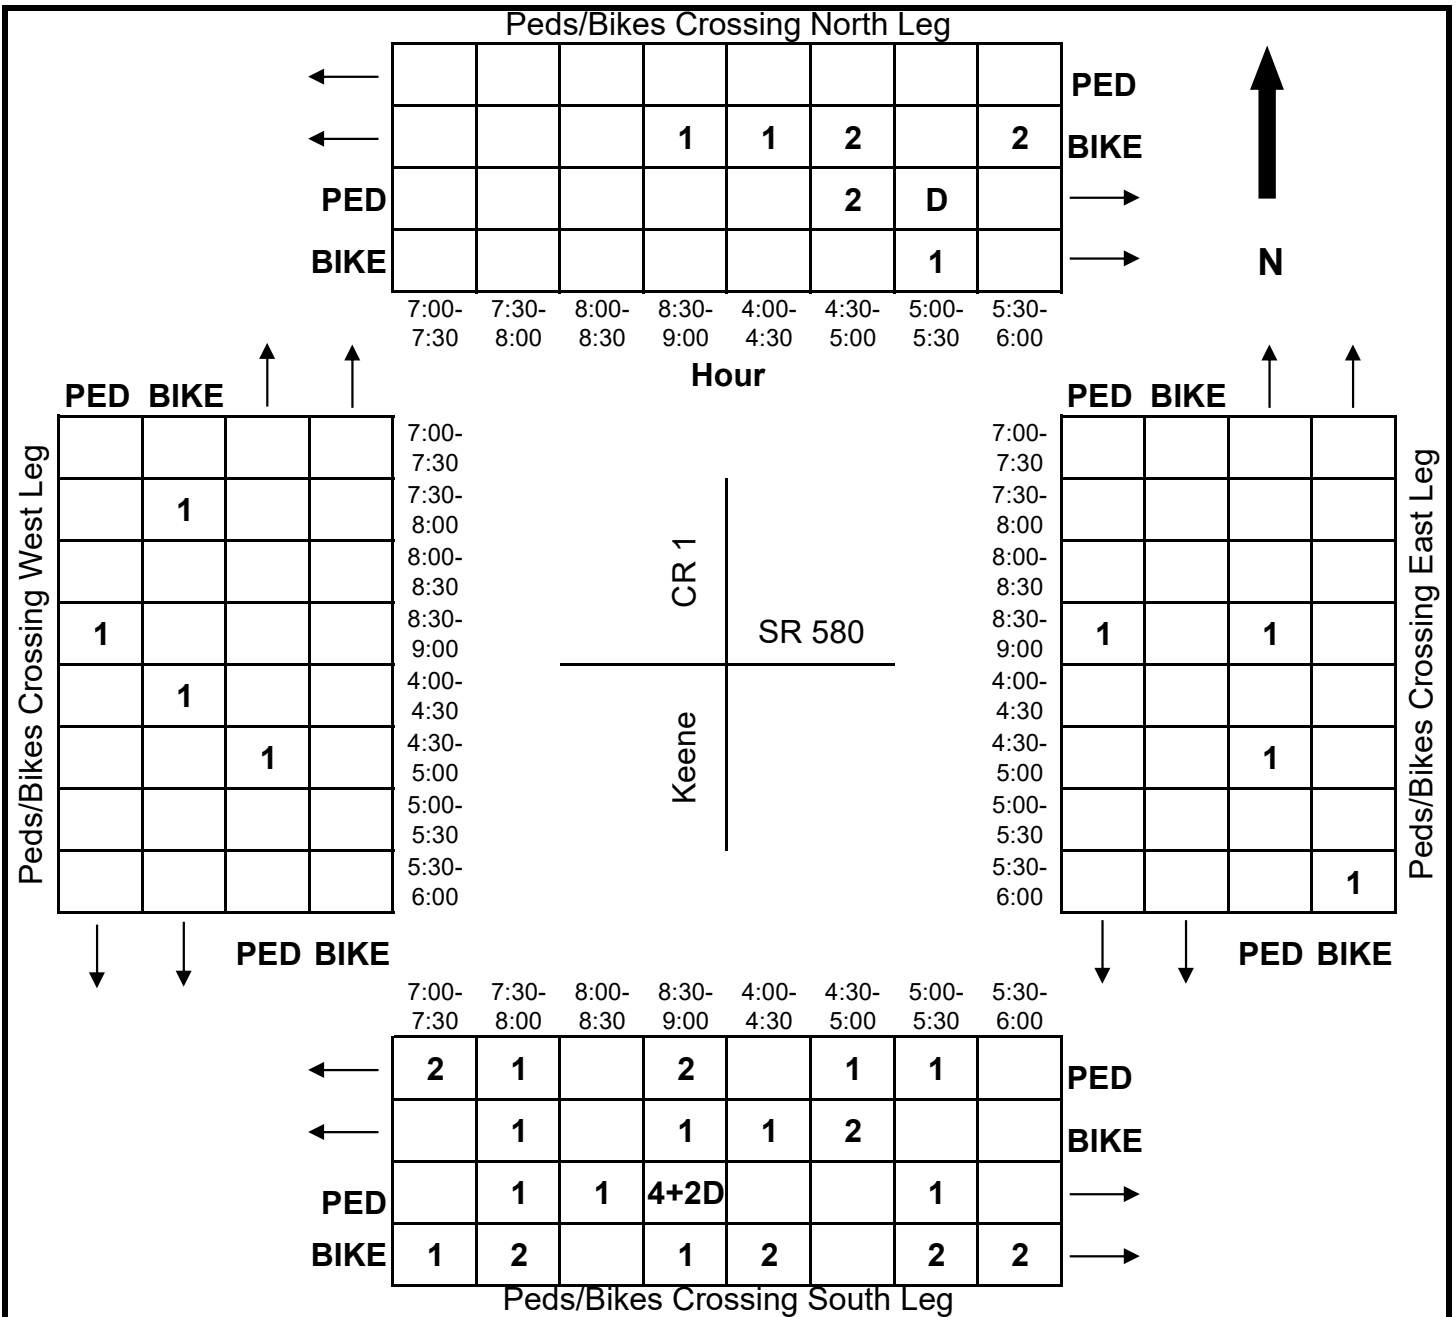 Peds/Bikes Crossing North Leg
PED
1 1 2 2 BIKE
PED 2 D
BIKE 1
N
7:00- 7:30- 8:00- 8:30- 4:00- 4:30- 5:00- 5:30-
7:30 8:00 8:30 9:00 4:30 5:00 5:30 6:00
Hour
PED BIKE
Peds/Bikes Crossing West Leg
1
1
1
1
PED BIKE
7:00-
7:30
7:30-
8:00
8:00-
8:30
8:30-
9:00
4:00-
4:30
4:30-
5:00
5:00-
5:30
5:30-
6:00
CR 1
SR 580
Keene
7:00-
7:30
7:30-
8:00
8:00-
8:30
8:30-
9:00
4:00-
4:30
4:30-
5:00
5:00-
5:30
5:30-
6:00
PED BIKE
1 1
1
1
PED BIKE
Peds/Bikes Crossing East Leg
7:00- 7:30- 8:00- 8:30- 4:00- 4:30- 5:00- 5:30-
7:30 8:00 8:30 9:00 4:30 5:00 5:30 6:00
2 1 2 1 1 PED
1 1 1 2 BIKE
PED 1 1 4+2D 1
BIKE 1 2 1 2 2 2
Peds/Bikes Crossing South Leg